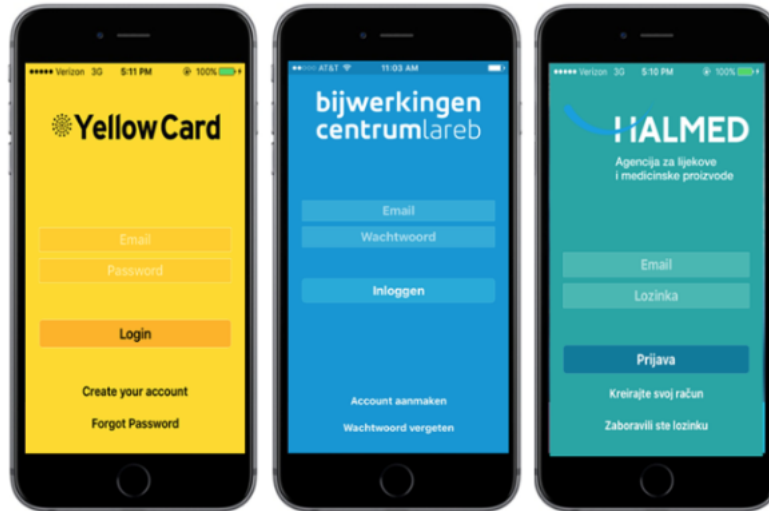 Verizon 3G 5:11 PM 100%
Yellow Card
Email
Password
Login
Create your account
Forgot Password
AT&T 11:03 AM
bijwerkingen
centrumlareb
Email
Wachtwoord
Inloggen
Account aanmaken
Wachtwoord vergeten
Verizon 3G 5:10 PM 100%
HALMED
Agencija za lijekove
i medicinske proizvode
Email
Lozinka
Prijava
Kreirajte svoj račun
Zaboravili ste lozinku